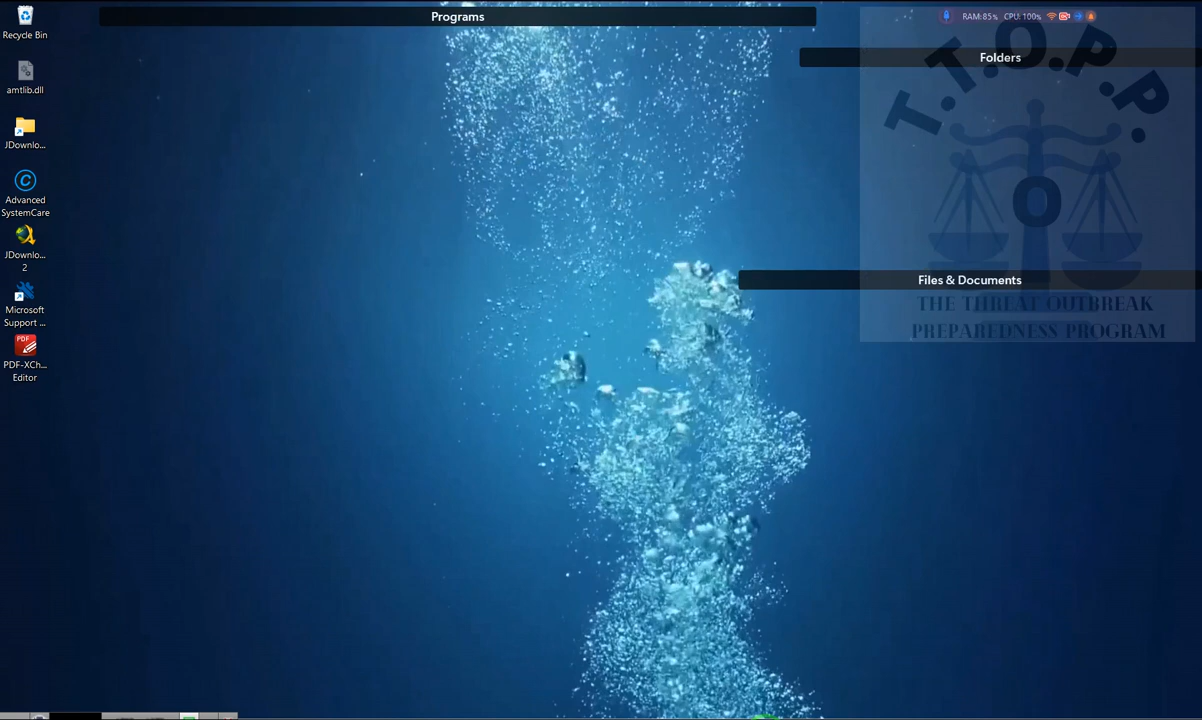 Programs
RAM: 85% CPU: 100%
Recycle Bin
Folders
amtlib.dll
T.T.O.P.P.
JDownlo...
O
Advanced
SystemCare
JDownlo...
2
Files & Documents
Microsoft
Support ...
THE THREAT OUTBREAK
PREPAREDNESS PROGRAM
PDF
PDF-XCh...
Editor